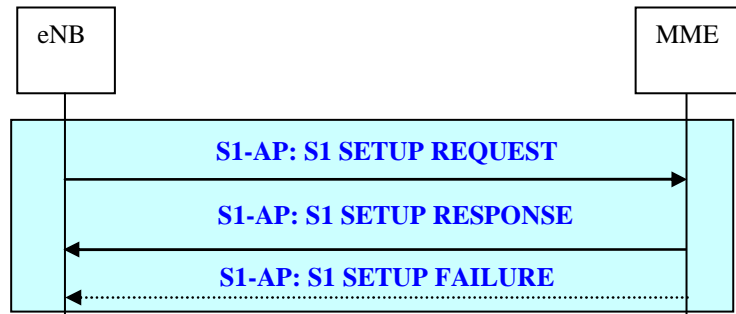 eNB
MME
S1-AP: S1 SETUP REQUEST
S1-AP: S1 SETUP RESPONSE
S1-AP: S1 SETUP FAILURE